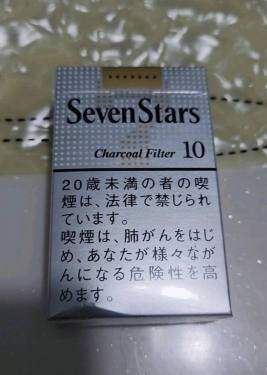 SevenStars
Charcoal Filter 10
20歳未満の者の喫
煙は、法律で禁じられ
ています。
喫煙は、肺がんをはじ
め、あなたが様々なが
んになる危険性を高
めます。